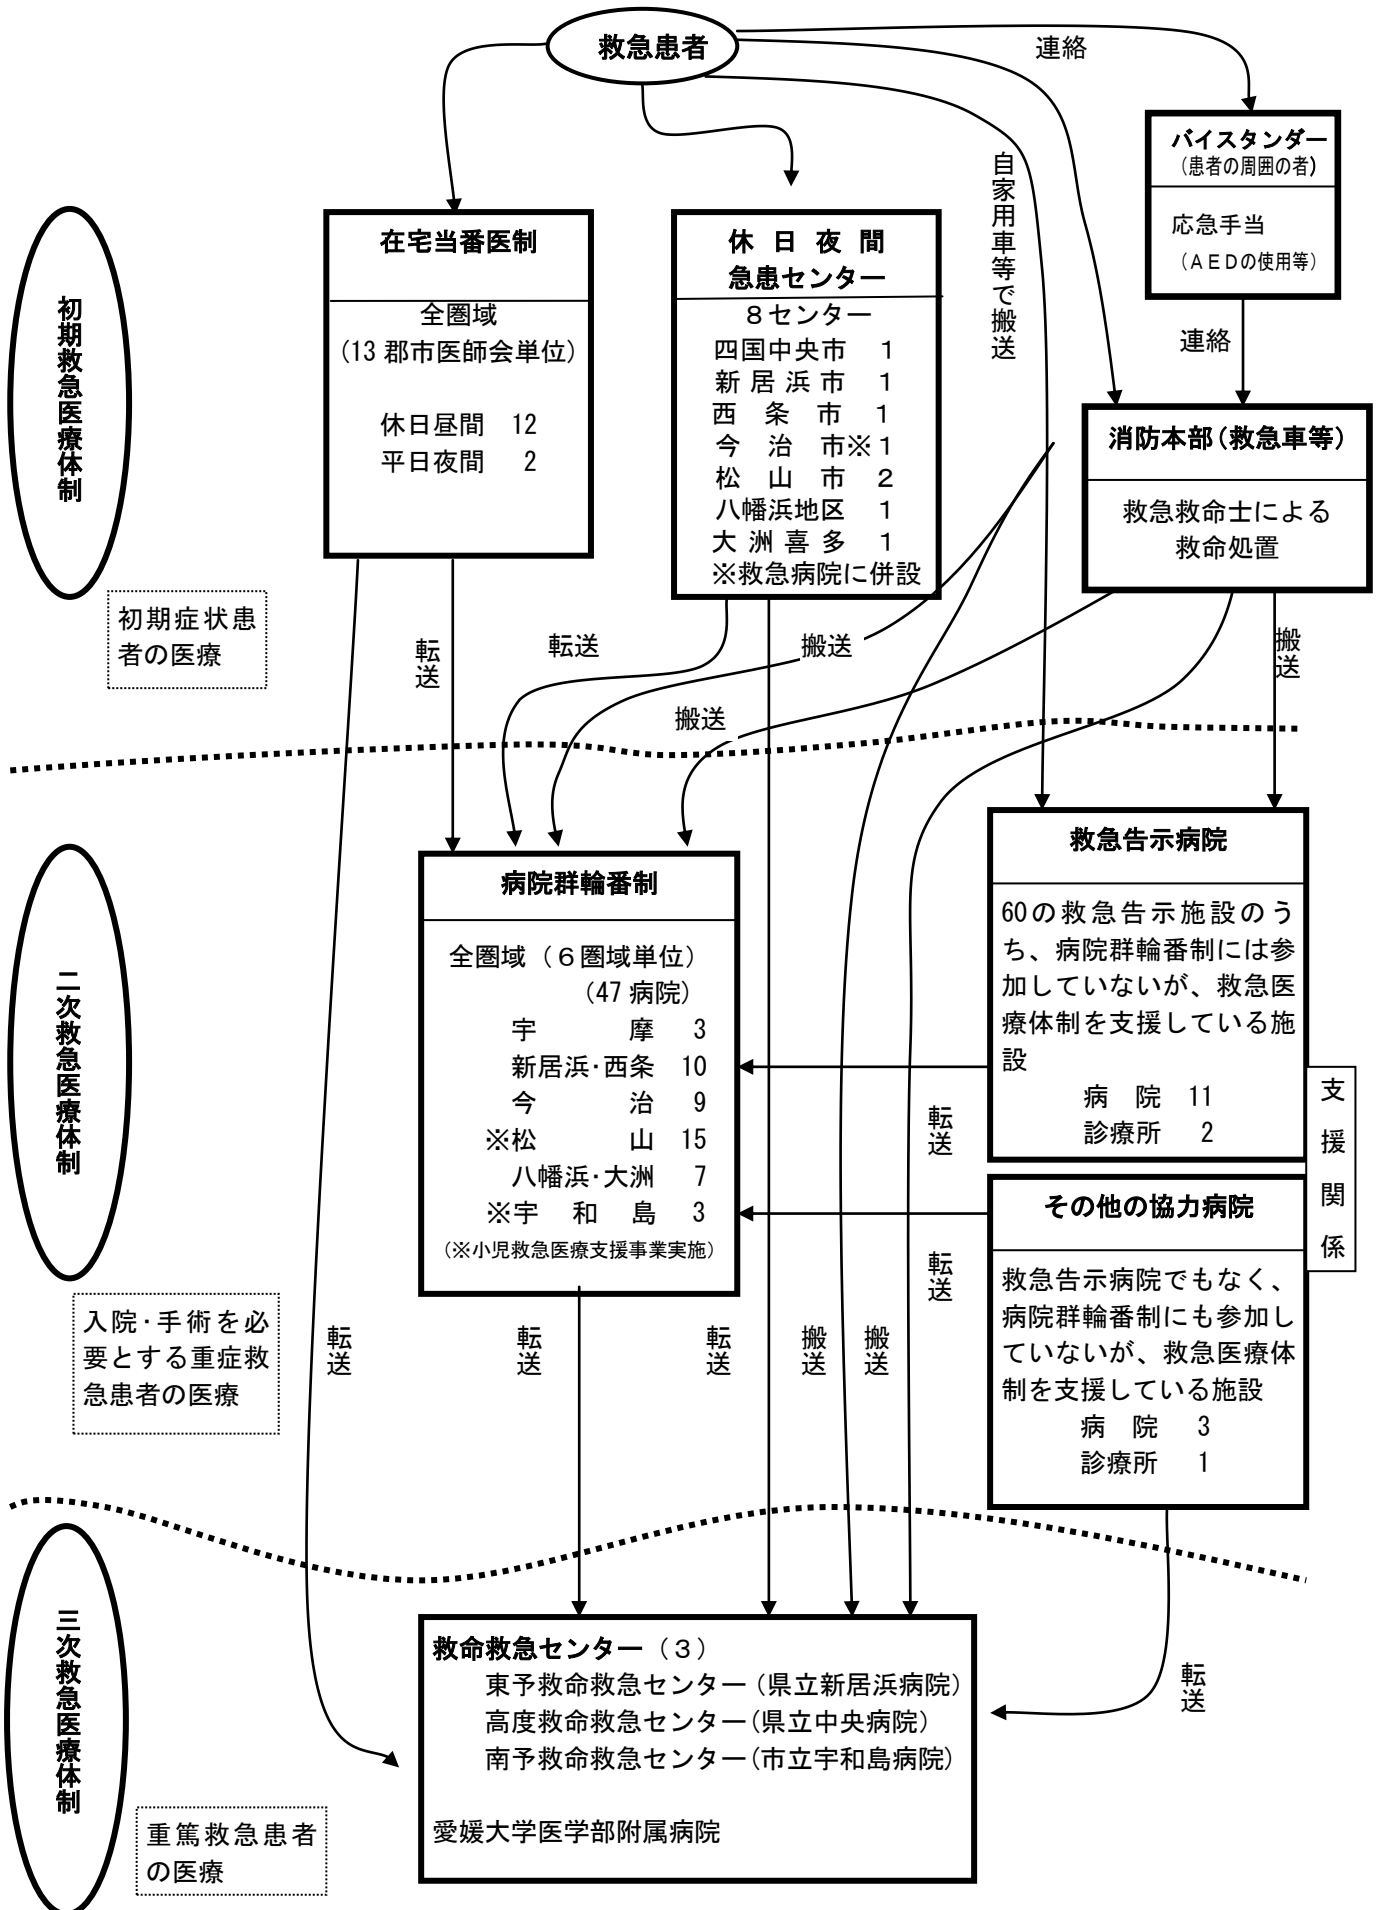 救急患者
連絡
バイスタンダー
（患者の周囲の者）
応急手当
（ＡＥＤの使用等）
連絡
自家用車等で搬送
初期救急医療体制
在宅当番医制
全圏域
(13 郡市医師会単位)
休日昼間 12
平日夜間 2
休 日 夜 間
急患センター
８センター
四国中央市 １
新 居 浜 市 １
西 条 市 １
今 治 市※１
松 山 市 ２
八幡浜地区 １
大 洲 喜 多 １
※救急病院に併設
消防本部（救急車等）
救急救命士による
救命処置
初期症状患
者の医療
転送
転送
搬送
搬送
搬送
二次救急医療体制
病院群輪番制
全圏域（６圏域単位）
（47 病院）
宇 摩 3
新居浜・西条 10
今 治 9
※松 山 15
八幡浜・大洲 7
※宇 和 島 3
（※小児救急医療支援事業実施）
救急告示病院
60の救急告示施設のう
ち、病院群輪番制には参
加していないが、救急医
療体制を支援している施
設
病 院 11
診療所 2
転送
支援関係
その他の協力病院
救急告示病院でもなく、
病院群輪番制にも参加し
ていないが、救急医療体
制を支援している施設
病 院 3
診療所 1
転送
入院・手術を必
要とする重症救
急患者の医療
転送
転送
転送
搬送
搬送
三次救急医療体制
救命救急センター（３）
東予救命救急センター（県立新居浜病院）
高度救命救急センター（県立中央病院）
南予救命救急センター（市立宇和島病院）
愛媛大学医学部附属病院
転送
重篤救急患者
の医療